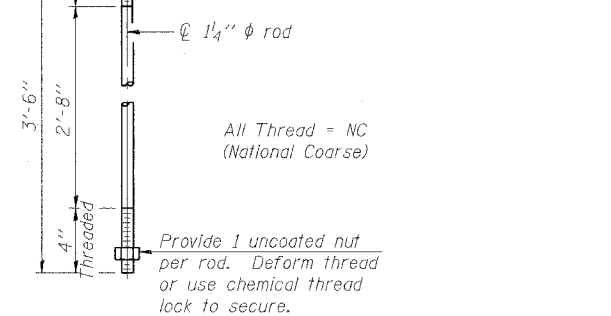 ℄ 1¼" ϕ rod
3'-6"
2'-8"
All Thread = NC
(National Coarse)
4"
Threaded
Provide 1 uncoated nut
per rod. Deform thread
or use chemical thread
lock to secure.